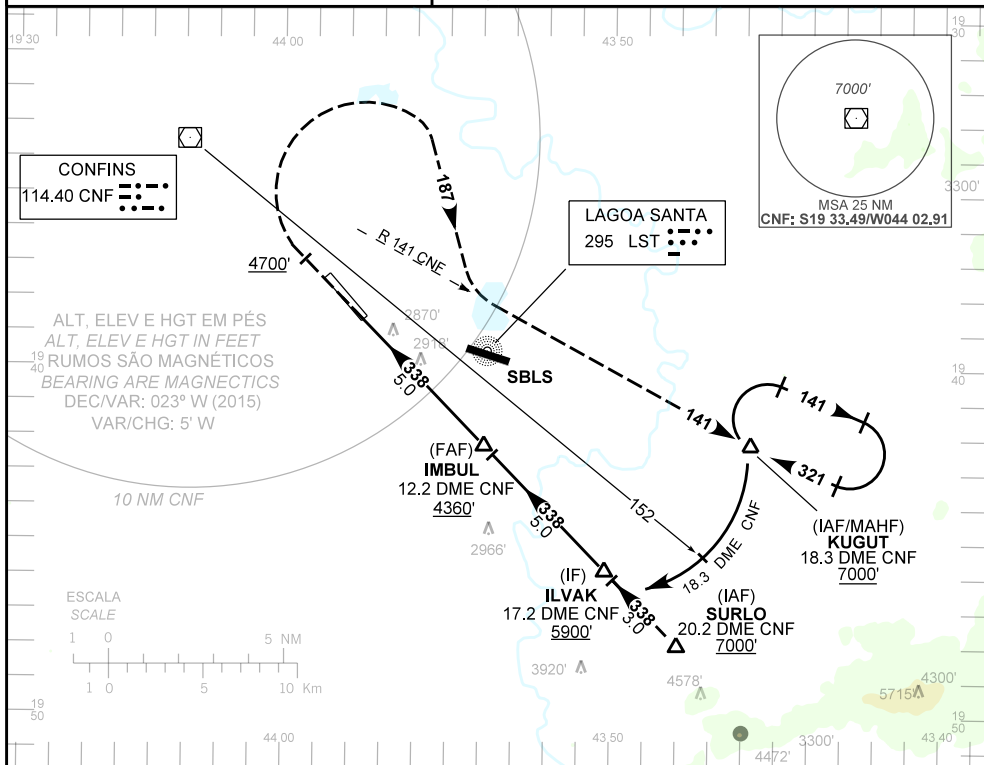 19 30
44 00
43 50
19 30
7000'
MSA 25 NM
CNF: S19 33.49/W044 02.91
3300'
CONFINS
114.40 CNF
187
R 141 CNF
LAGOA SANTA
295 LST
4700'
ALT, ELEV E HGT EM PÉS
ALT, ELEV E HGT IN FEET
RUMOS SÃO MAGNÉTICOS
BEARING ARE MAGNECTICS
DEC/VAR: 023º W (2015)
VAR/CHG: 5' W
19 40
2870'
2918'
SBLS
19 40
338
5.0
141
141
321
(FAF)
IMBUL
12.2 DME CNF
4360'
10 NM CNF
338
5.0
2966'
152
18.3 DME CNF
(IAF/MAHF)
KUGUT
18.3 DME CNF
7000'
(IF)
ILVAK
17.2 DME CNF
5900'
338
3.0
(IAF)
SURLO
20.2 DME CNF
7000'
ESCALA
SCALE
1 0 5 NM
1 0 5 10 Km
3920'
4578'
4300'
5715'
19 50
44 00
43 50
3300'
4472'
43 40
19 50